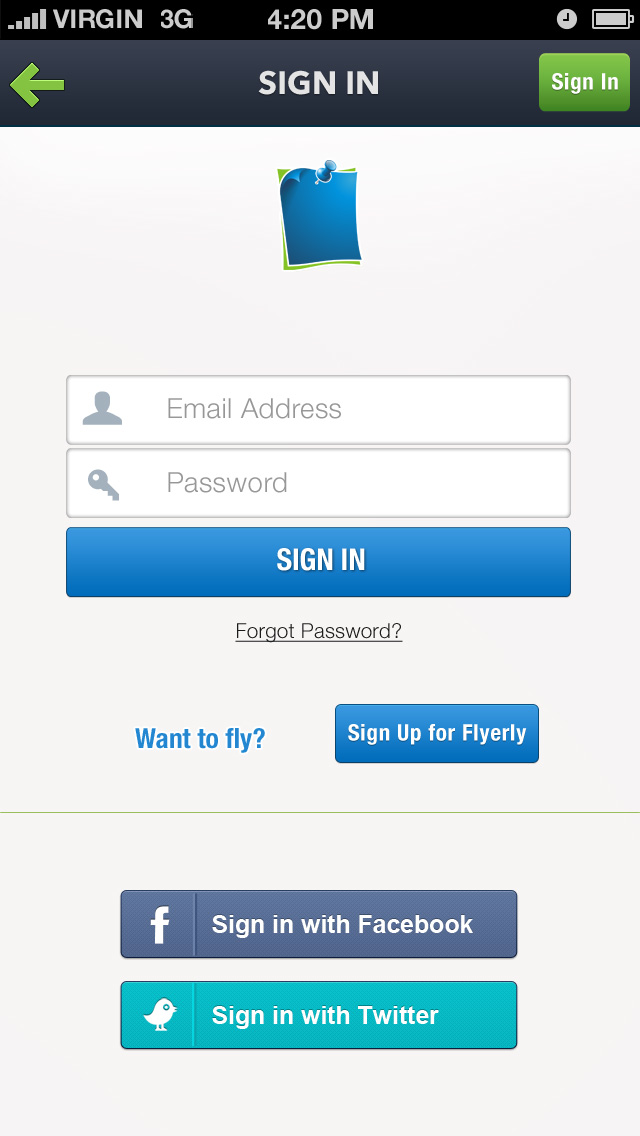 VIRGIN 3G 4:20 PM
SIGN IN Sign In
Email Address
Password
SIGN IN
Forgot Password?
Want to fly? Sign Up for Flyerly
f Sign in with Facebook
Sign in with Twitter